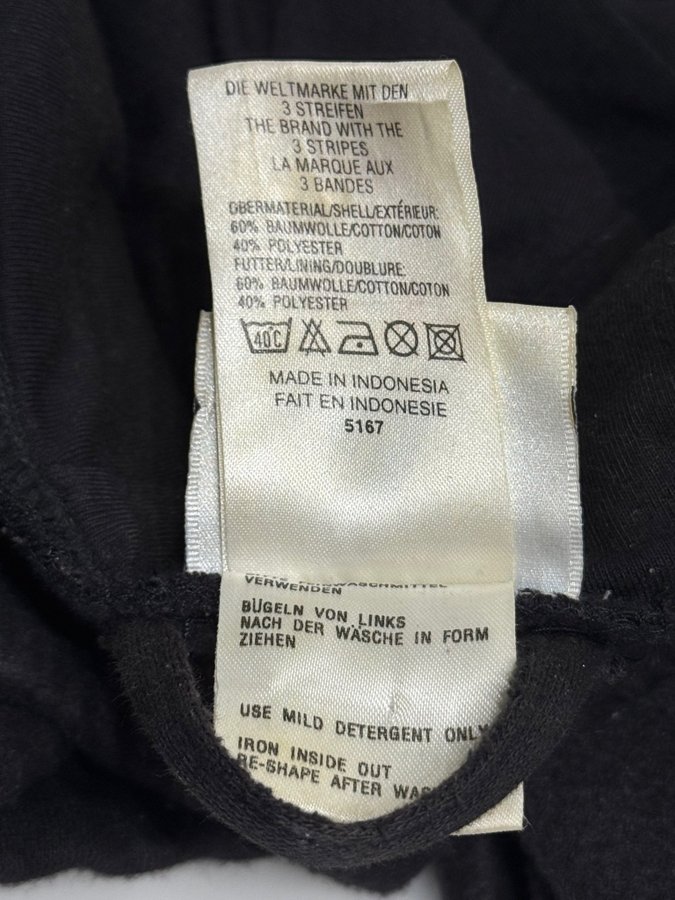 DIE WELTMARKE MIT DEN
3 STREIFEN
THE BRAND WITH THE
3 STRIPES
LA MARQUE AUX
3 BANDES
OBERMATERIAL/SHELL/EXTÉRIEUR:
60% BAUMWOLLE/COTTON/COTON
40% POLYESTER
FUTTER/LINING/DOUBLURE:
60% BAUMWOLLE/COTTON/COTON
40% POLYESTER
40°C
MADE IN INDONESIA
FAIT EN INDONESIE
5167
VERWENDEN
BÜGELN VON LINKS
NACH DER WÄSCHE IN FORM
ZIEHEN
USE MILD DETERGENT ONLY
IRON INSIDE OUT
RE-SHAPE AFTER